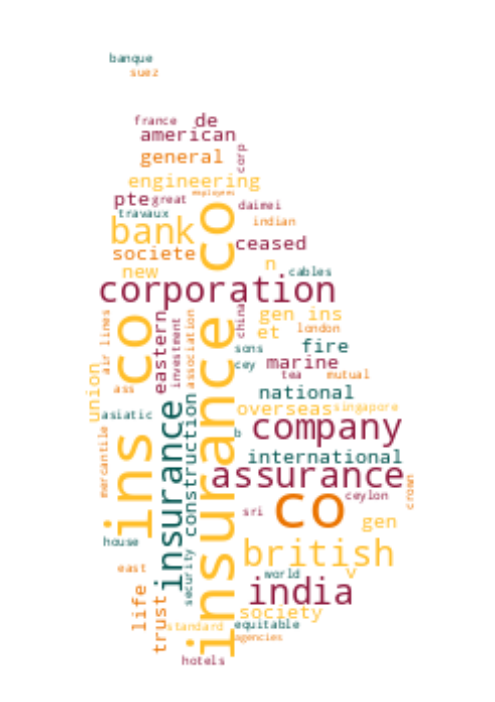 banque
suez
france
de
american
corp
general
engineering
employees
pte
great
daimei
travaux
indian
bank
co
societe
ceased
new
n
cables
corporation
air lines
ins co
eastern
investment
association
insurance co
china
gen ins
et
london
sons
fire
cey
marine
tea
mutual
union
ass
national
asiatic
insurance
construction
overseas
singapore
b
company
mercantile
international
assurance
co
ceylon
crown
sri
gen
house
british
east
security
world
v
india
life
trust
society
standard
equitable
agencies
hotels